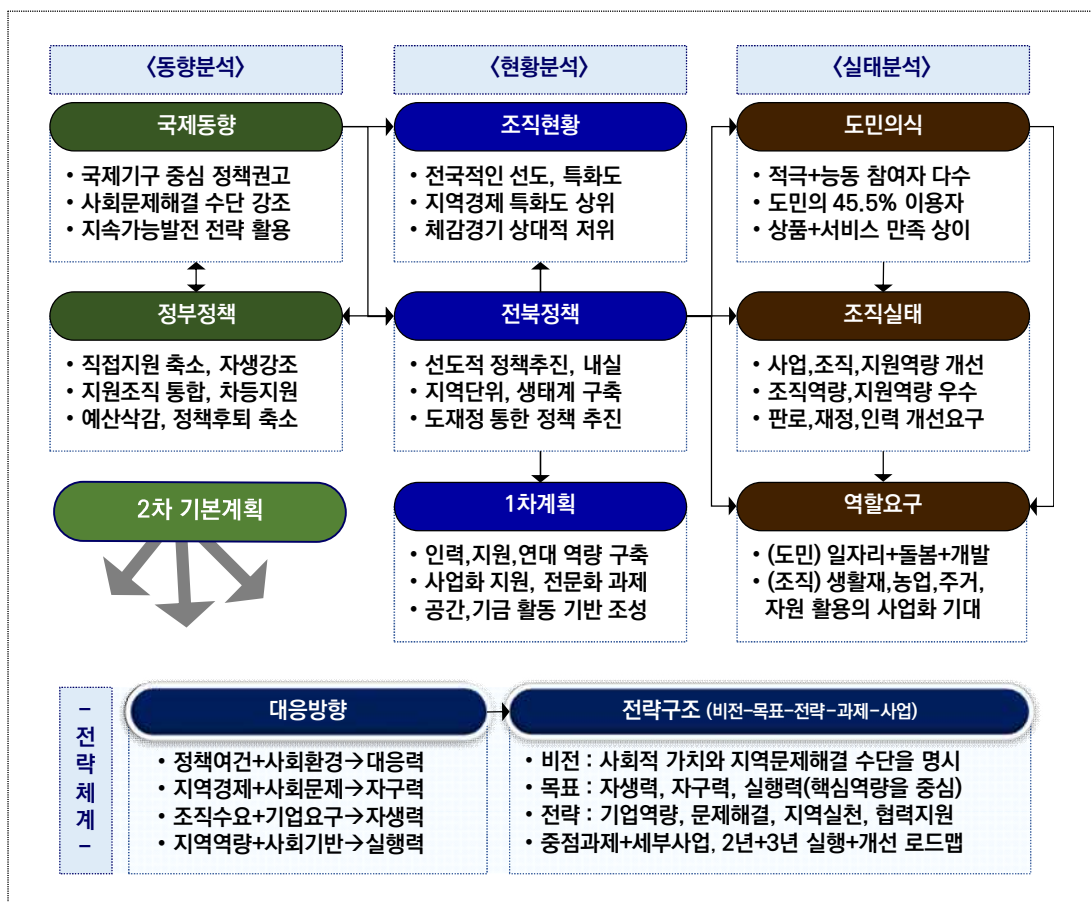 〈동향분석〉
국제동향
• 국제기구 중심 정책권고
• 사회문제해결 수단 강조
• 지속가능발전 전략 활용
정부정책
• 직접지원 축소, 자생강조
• 지원조직 통합, 차등지원
• 예산삭감, 정책후퇴 축소
2차 기본계획
〈현황분석〉
조직현황
• 전국적인 선도, 특화도
• 지역경제 특화도 상위
• 체감경기 상대적 저위
전북정책
• 선도적 정책추진, 내실
• 지역단위, 생태계 구축
• 도재정 통한 정책 추진
1차계획
• 인력,지원,연대 역량 구축
• 사업화 지원, 전문화 과제
• 공간,기금 활동 기반 조성
〈실태분석〉
도민의식
• 적극+능동 참여자 다수
• 도민의 45.5% 이용자
• 상품+서비스 만족 상이
조직실태
• 사업,조직,지원역량 개선
• 조직역량,지원역량 우수
• 판로,재정,인력 개선요구
역할요구
• (도민) 일자리+돌봄+개발
• (조직) 생활재,농업,주거,
자원 활용의 사업화 기대
-전략체계-
대응방향
• 정책여건+사회환경→대응력
• 지역경제+사회문제→자구력
• 조직수요+기업요구→자생력
• 지역역량+사회기반→실행력
전략구조 (비전-목표-전략-과제-사업)
• 비전 : 사회적 가치와 지역문제해결 수단을 명시
• 목표 : 자생력, 자구력, 실행력(핵심역량을 중심)
• 전략 : 기업역량, 문제해결, 지역실천, 협력지원
• 중점과제+세부사업, 2년+3년 실행+개선 로드맵